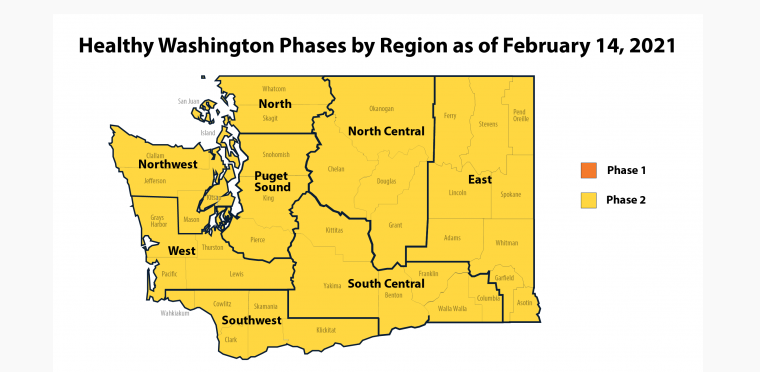 Healthy Washington Phases by Region as of February 14, 2021
Whatcom
San Juan
North
Skagit
Island
Okanogan
North Central
Ferry
Stevens
Pend
Oreille
Clallam
Northwest
Jefferson
Snohomish
Puget
Sound
King
Kitsap
Chelan
Douglas
East
Lincoln
Spokane
Phase 1
Phase 2
Grays
Harbor
Mason
West
Thurston
Pierce
Kittitas
Grant
Adams
Whitman
Pacific
Lewis
Yakima
South Central
Benton
Franklin
Walla Walla
Columbia
Garfield
Asotin
Wahkiakum
Cowlitz
Skamania
Southwest
Clark
Klickitat